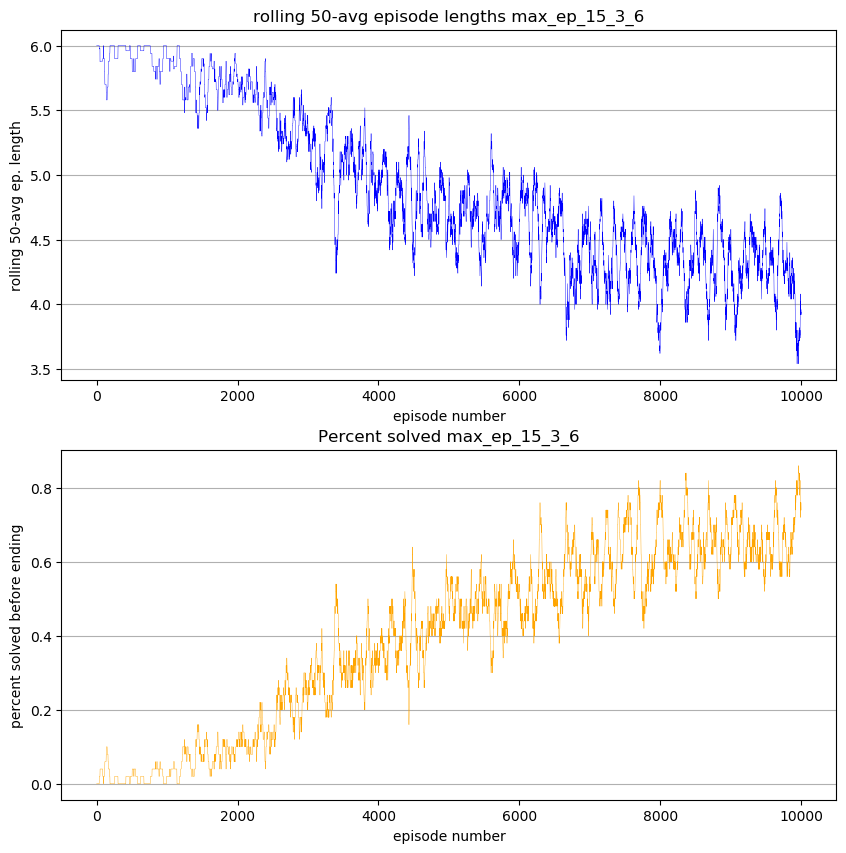 rolling 50-avg episode lengths max_ep_15_3_6
rolling 50-avg ep. length
6.0
5.5
5.0
4.5
4.0
3.5
0 2000 4000 6000 8000 10000
episode number
Percent solved max_ep_15_3_6
percent solved before ending
0.8
0.6
0.4
0.2
0.0
0 2000 4000 6000 8000 10000
episode number